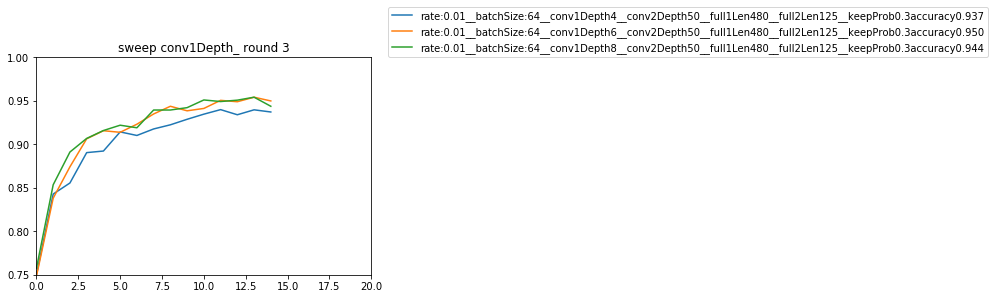 rate:0.01__batchSize:64__conv1Depth4__conv2Depth50__full1Len480__full2Len125__keepProb0.3accuracy0.937
rate:0.01__batchSize:64__conv1Depth6__conv2Depth50__full1Len480__full2Len125__keepProb0.3accuracy0.950
rate:0.01__batchSize:64__conv1Depth8__conv2Depth50__full1Len480__full2Len125__keepProb0.3accuracy0.944
sweep conv1Depth_ round 3
1.00
0.95
0.90
0.85
0.80
0.75
0.0 2.5 5.0 7.5 10.0 12.5 15.0 17.5 20.0